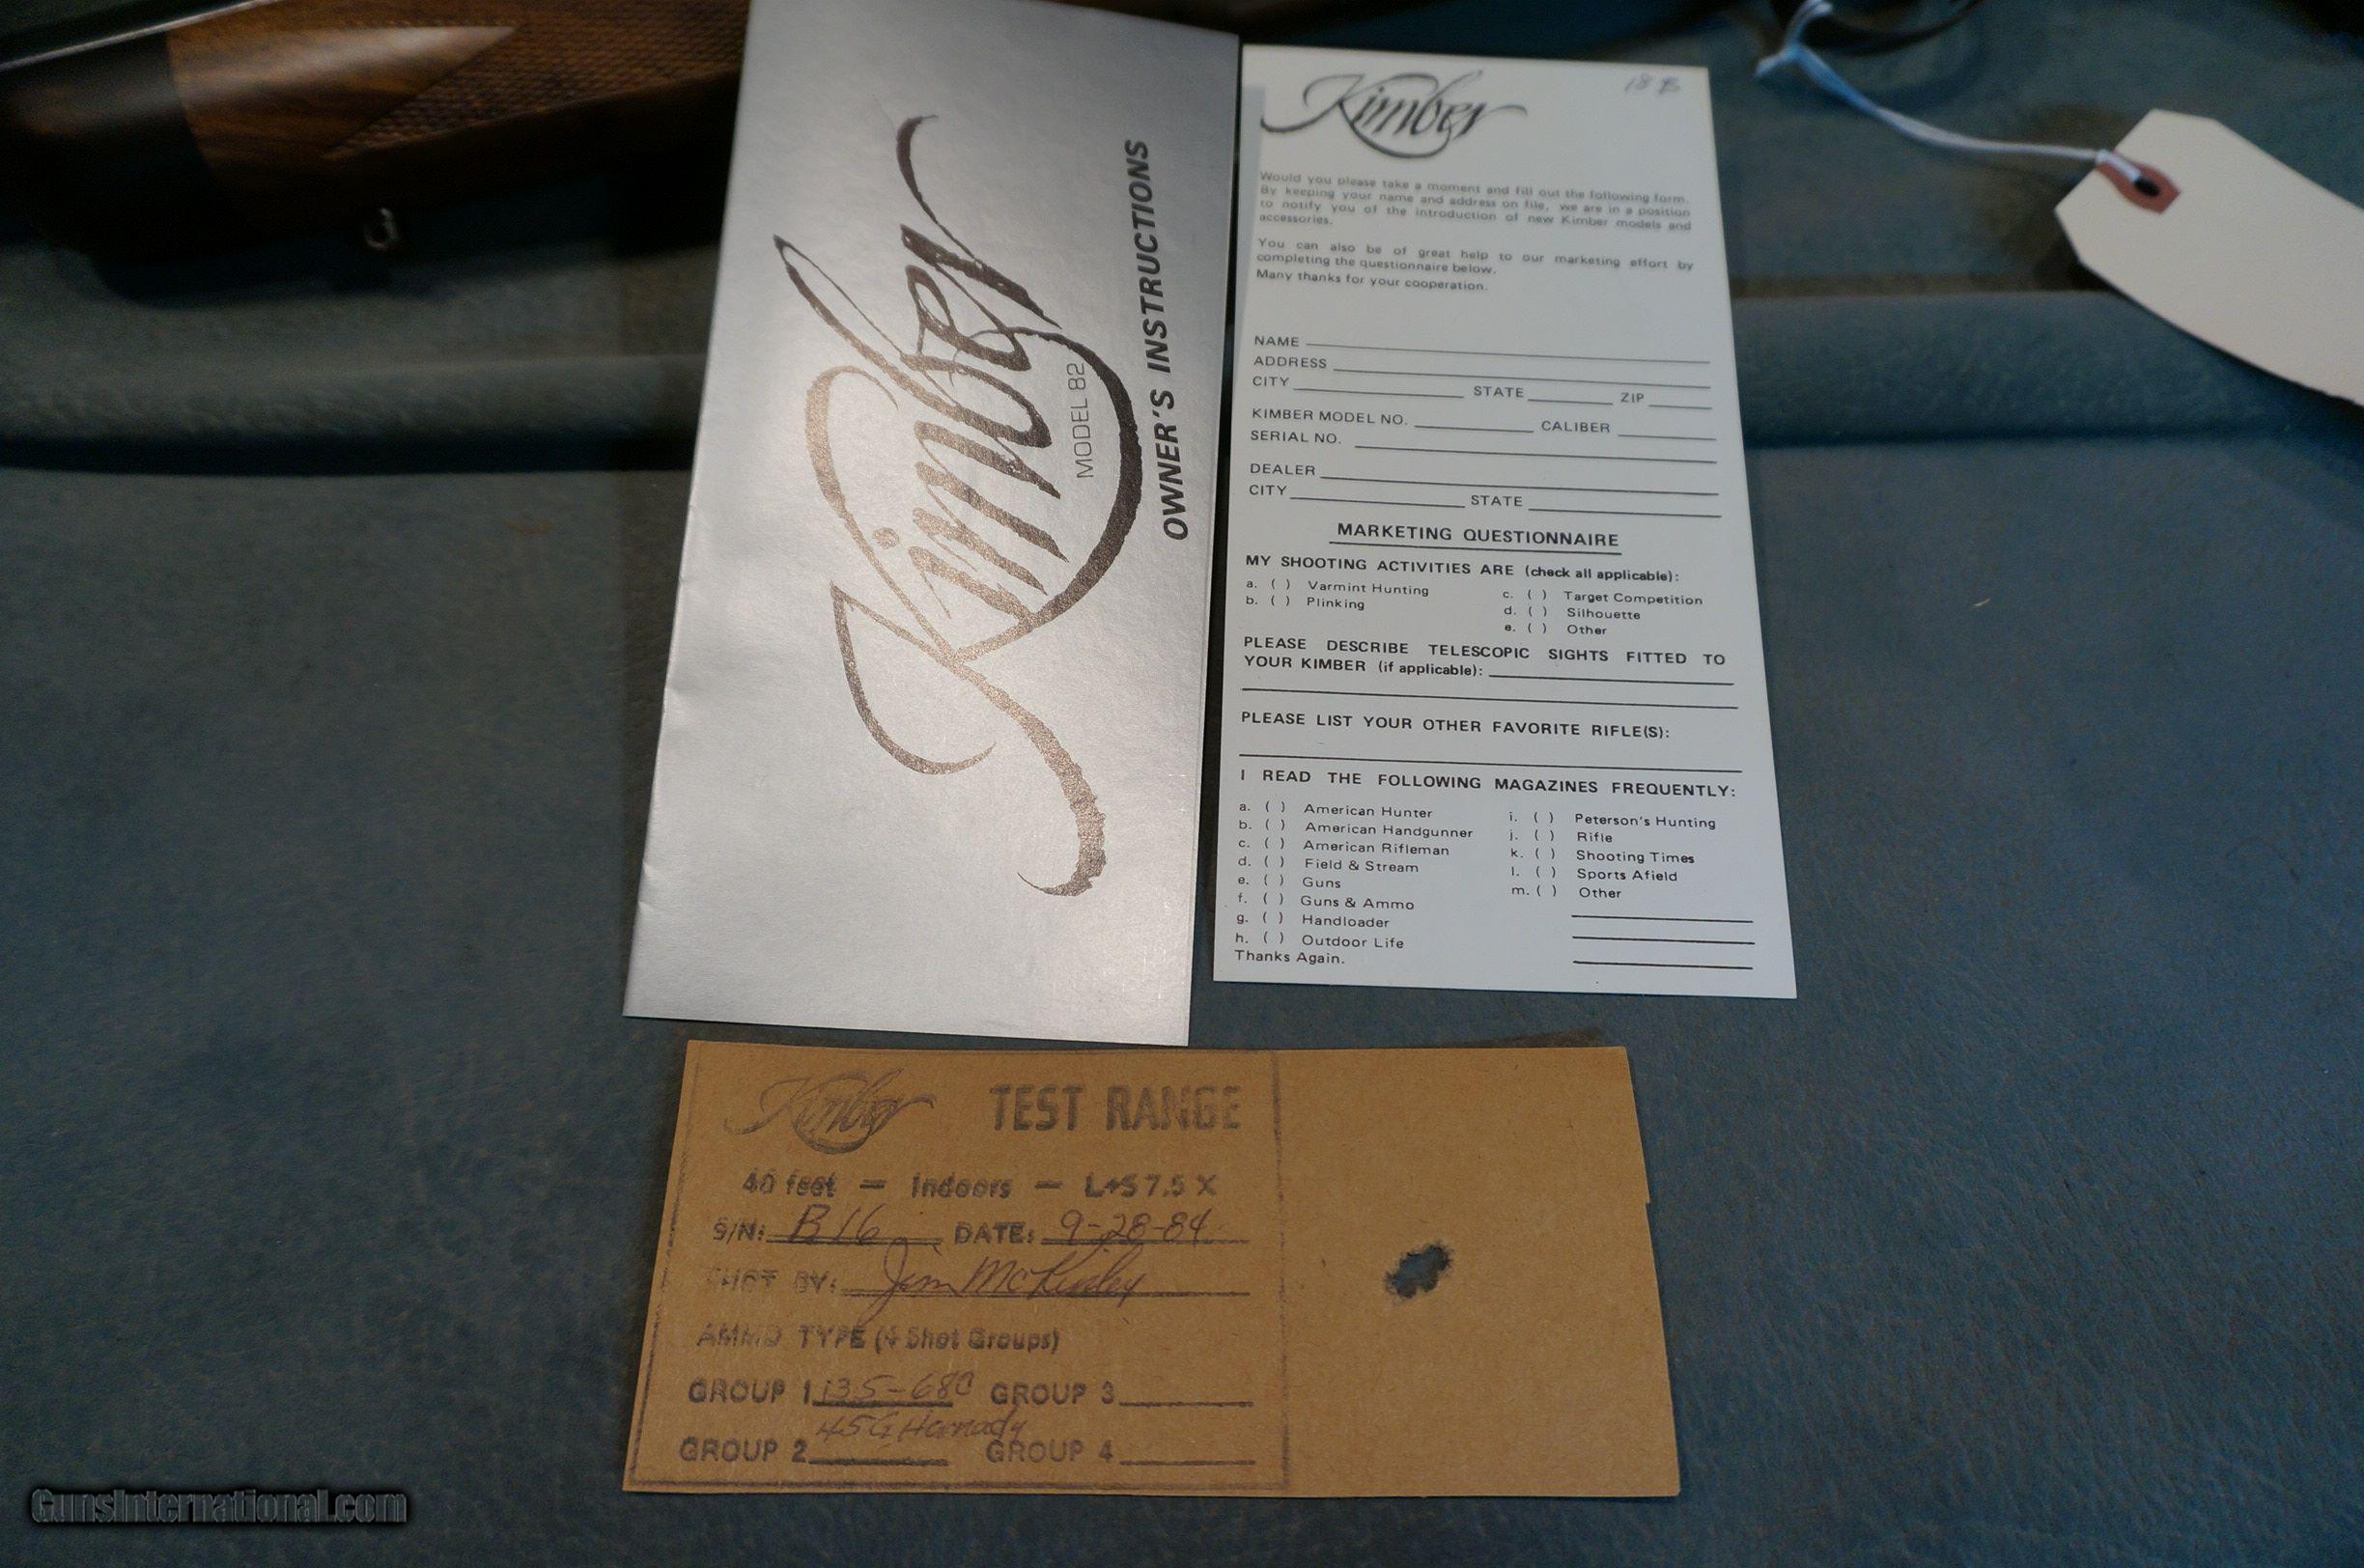 Kimber
MODEL 82
OWNER'S INSTRUCTIONS
Kimber
18 B
Would you please take a moment and fill out the following form.
By keeping your name and address on file, we are in a position
to notify you of the introduction of new Kimber models and
accessories.
You can also be of great help to our marketing effort by
completing the questionnaire below.
Many thanks for your cooperation.
NAME
ADDRESS
CITY STATE ZIP
KIMBER MODEL NO. CALIBER
SERIAL NO.
DEALER
CITY STATE
MARKETING QUESTIONNAIRE
MY SHOOTING ACTIVITIES ARE (check all applicable):
a. ( ) Varmint Hunting c. ( ) Target Competition
b. ( ) Plinking d. ( ) Silhouette
e. ( ) Other
PLEASE DESCRIBE TELESCOPIC SIGHTS FITTED TO
YOUR KIMBER (if applicable):
PLEASE LIST YOUR OTHER FAVORITE RIFLE(S):
I READ THE FOLLOWING MAGAZINES FREQUENTLY:
a. ( ) American Hunter i. ( ) Peterson's Hunting
b. ( ) American Handgunner j. ( ) Rifle
c. ( ) American Rifleman k. ( ) Shooting Times
d. ( ) Field & Stream l. ( ) Sports Afield
e. ( ) Guns m. ( ) Other
f. ( ) Guns & Ammo
g. ( ) Handloader
h. ( ) Outdoor Life
Thanks Again.
Kimber TEST RANGE
40 feet — Indoors — L+S 7.5 X
S/N: B16 DATE: 9-28-84
SHOT BY: Jim McKinley
AMMO TYPE (4 Shot Groups)
GROUP 1 135-680 GROUP 3
45G Hornady
GROUP 2 GROUP 4
GunsInternational.com